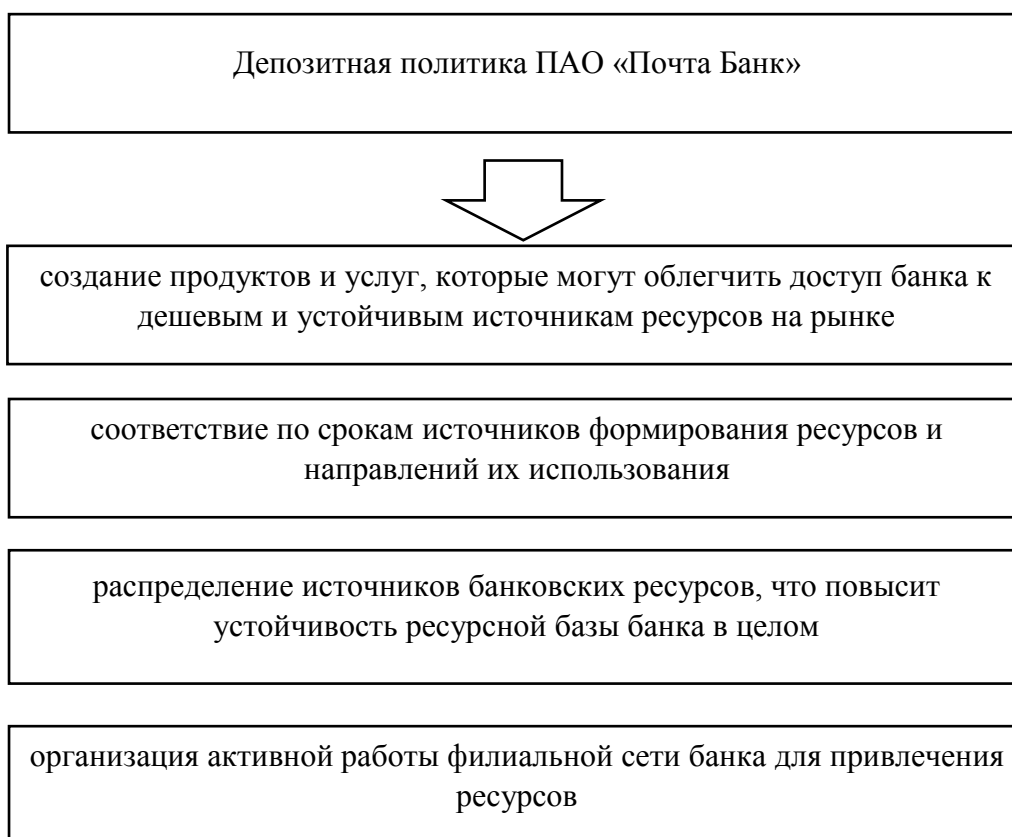 Депозитная политика ПАО «Почта Банк»
создание продуктов и услуг, которые могут облегчить доступ банка к
дешевым и устойчивым источникам ресурсов на рынке
соответствие по срокам источников формирования ресурсов и
направлений их использования
распределение источников банковских ресурсов, что повысит
устойчивость ресурсной базы банка в целом
организация активной работы филиальной сети банка для привлечения
ресурсов